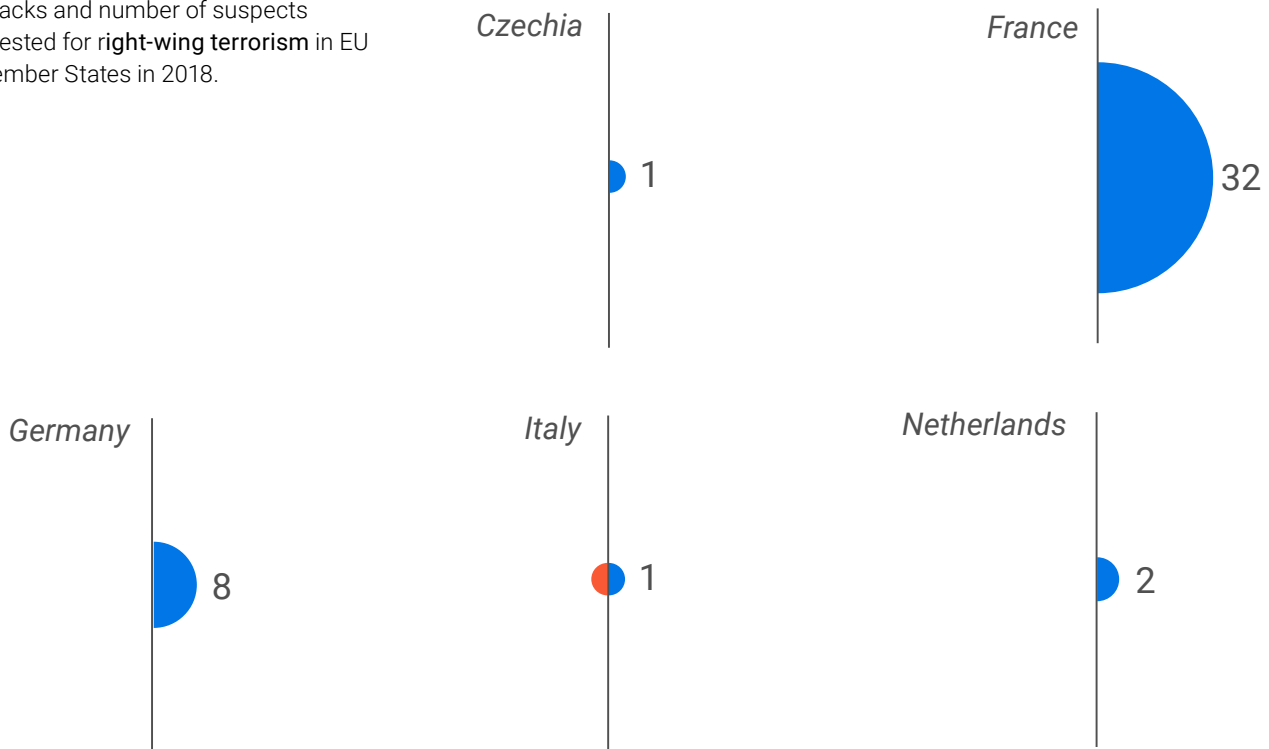 acks and number of suspects
ested for right-wing terrorism in EU
ember States in 2018.
Czechia
1
France
32
Germany
8
Italy
1
Netherlands
2